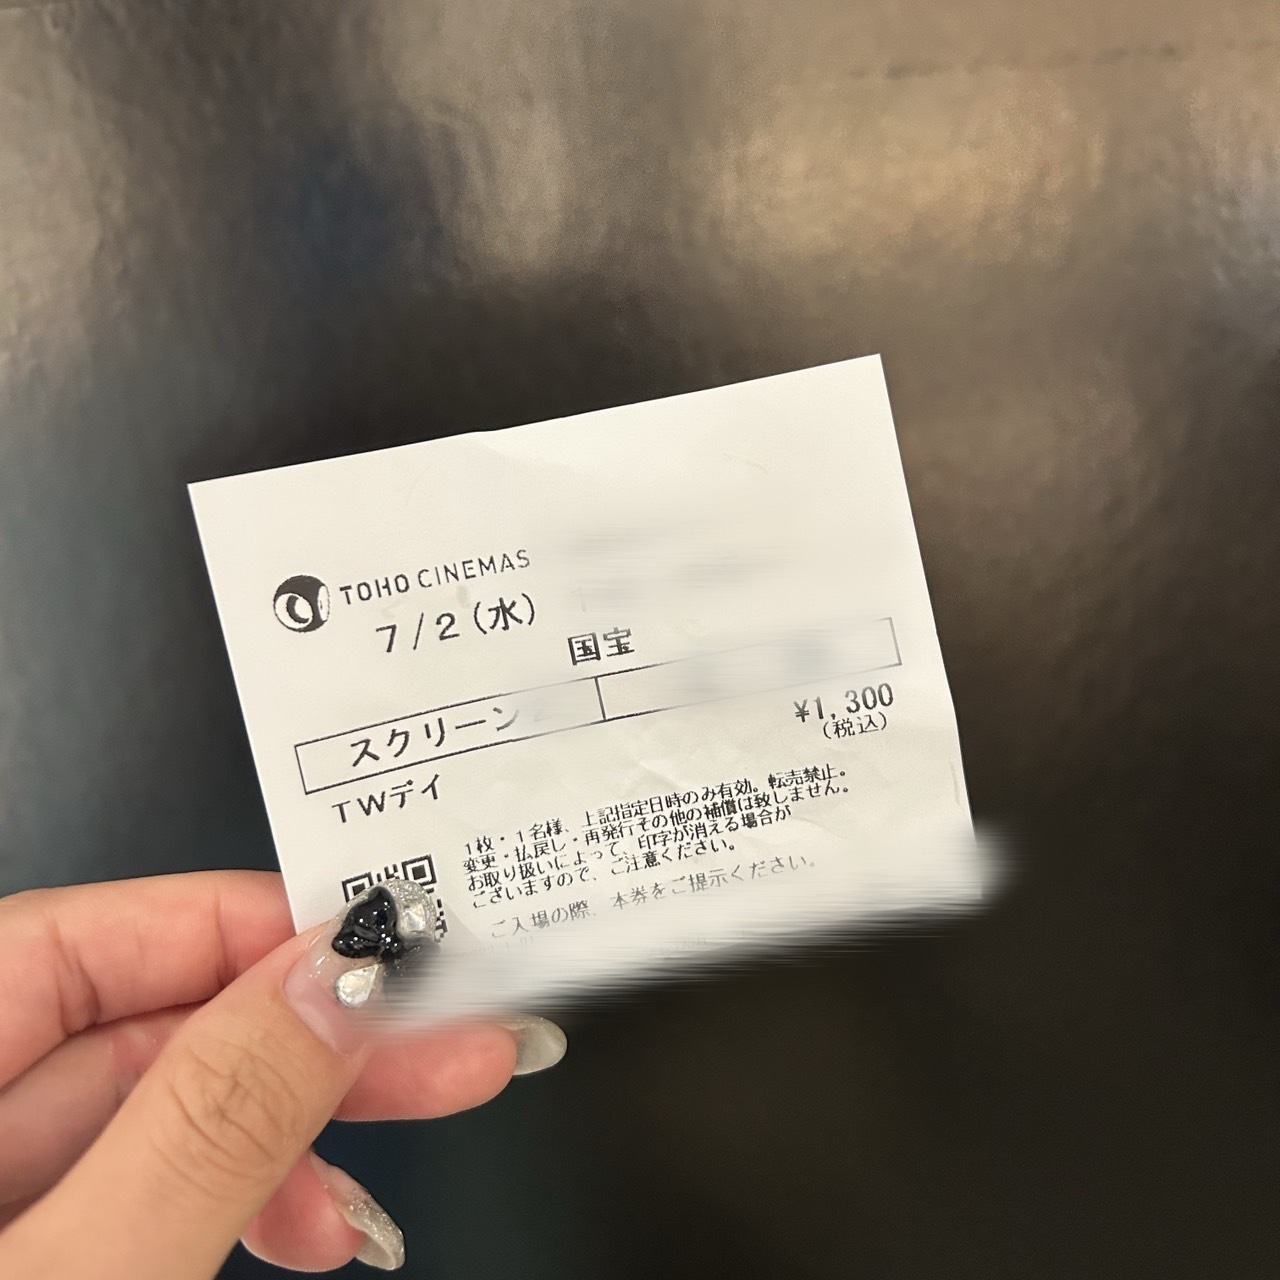 TOHO CINEMAS
7/2(水)
国宝
スクリーン
¥1,300
(税込)
TWデイ
1枚・1名様、上記指定日時のみ有効。転売禁止。
変更・払戻し・再発行その他の補償は致しません。
お取り扱いによって、印字が消える場合が
ございますので、ご注意ください。
ご入場の際、本券をご提示ください。